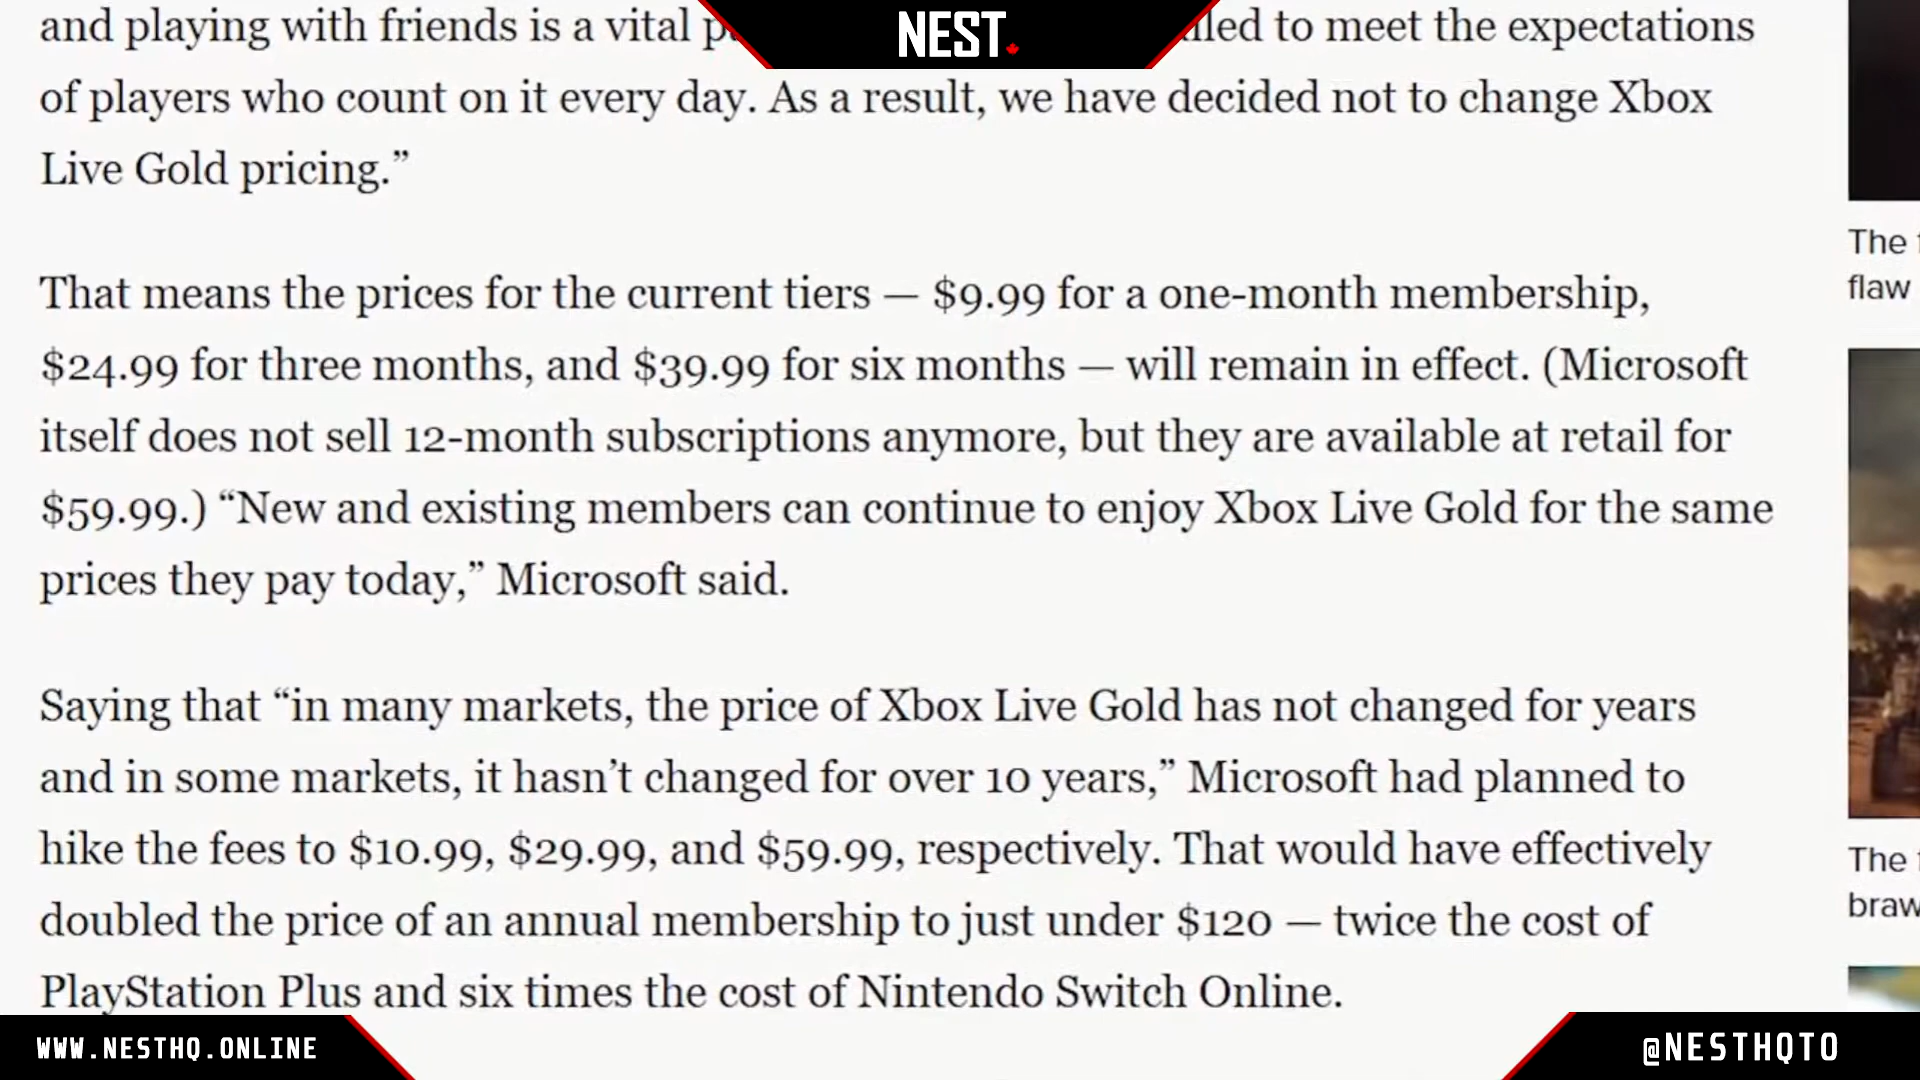 NEST.
and playing with friends is a vital
led to meet the expectations
of players who count on it every day. As a result, we have decided not to change Xbox
Live Gold pricing.”
That means the prices for the current tiers — $9.99 for a one-month membership,
$24.99 for three months, and $39.99 for six months — will remain in effect. (Microsoft
itself does not sell 12-month subscriptions anymore, but they are available at retail for
$59.99.) “New and existing members can continue to enjoy Xbox Live Gold for the same
prices they pay today,” Microsoft said.
Saying that “in many markets, the price of Xbox Live Gold has not changed for years
and in some markets, it hasn’t changed for over 10 years,” Microsoft had planned to
hike the fees to $10.99, $29.99, and $59.99, respectively. That would have effectively
doubled the price of an annual membership to just under $120 — twice the cost of
PlayStation Plus and six times the cost of Nintendo Switch Online.
The
flaw
The
braw
WWW.NESTHQ.ONLINE
@NESTHQTO